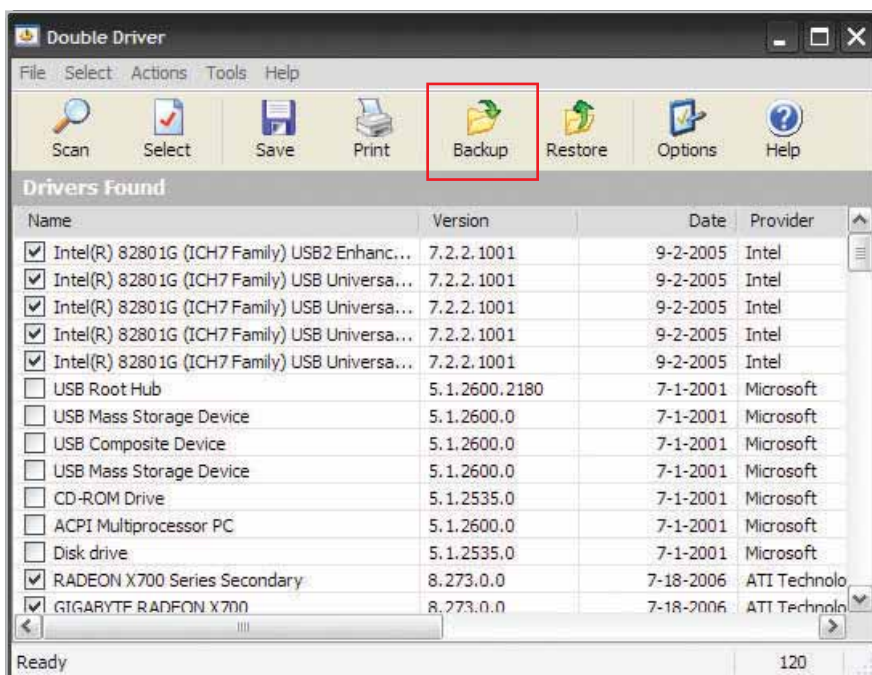 Double Driver
File Select Actions Tools Help
Scan Select Save Print Backup Restore Options Help
Drivers Found
Name Version Date Provider
Intel(R) 82801G (ICH7 Family) USB2 Enhanc... 7.2.2.1001 9-2-2005 Intel
Intel(R) 82801G (ICH7 Family) USB Universa... 7.2.2.1001 9-2-2005 Intel
Intel(R) 82801G (ICH7 Family) USB Universa... 7.2.2.1001 9-2-2005 Intel
Intel(R) 82801G (ICH7 Family) USB Universa... 7.2.2.1001 9-2-2005 Intel
Intel(R) 82801G (ICH7 Family) USB Universa... 7.2.2.1001 9-2-2005 Intel
USB Root Hub 5.1.2600.2180 7-1-2001 Microsoft
USB Mass Storage Device 5.1.2600.0 7-1-2001 Microsoft
USB Composite Device 5.1.2600.0 7-1-2001 Microsoft
USB Mass Storage Device 5.1.2600.0 7-1-2001 Microsoft
CD-ROM Drive 5.1.2535.0 7-1-2001 Microsoft
ACPI Multiprocessor PC 5.1.2600.0 7-1-2001 Microsoft
Disk drive 5.1.2535.0 7-1-2001 Microsoft
RADEON X700 Series Secondary 8.273.0.0 7-18-2006 ATI Technolo
GIGABYTE RADEON X700 8.273.0.0 7-18-2006 ATI Technolo
Ready 120